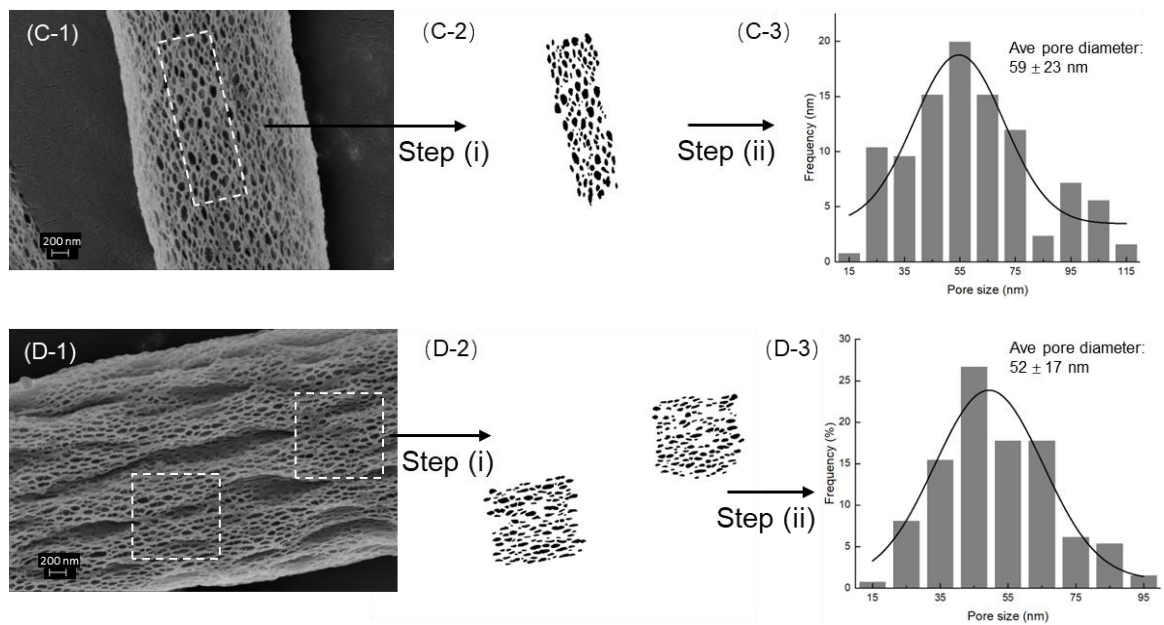 (C-1)
200 nm
Step (i)
(C-2)
Step (ii)
(C-3)
Ave pore diameter:
59 ± 23 nm
Frequency (nm)
20
15
10
5
0
15 35 55 75 95 115
Pore size (nm)
(D-1)
200 nm
Step (i)
(D-2)
Step (ii)
(D-3)
Ave pore diameter:
52 ± 17 nm
Frequency (%)
30
25
20
15
10
5
0
15 35 55 75 95
Pore size (nm)